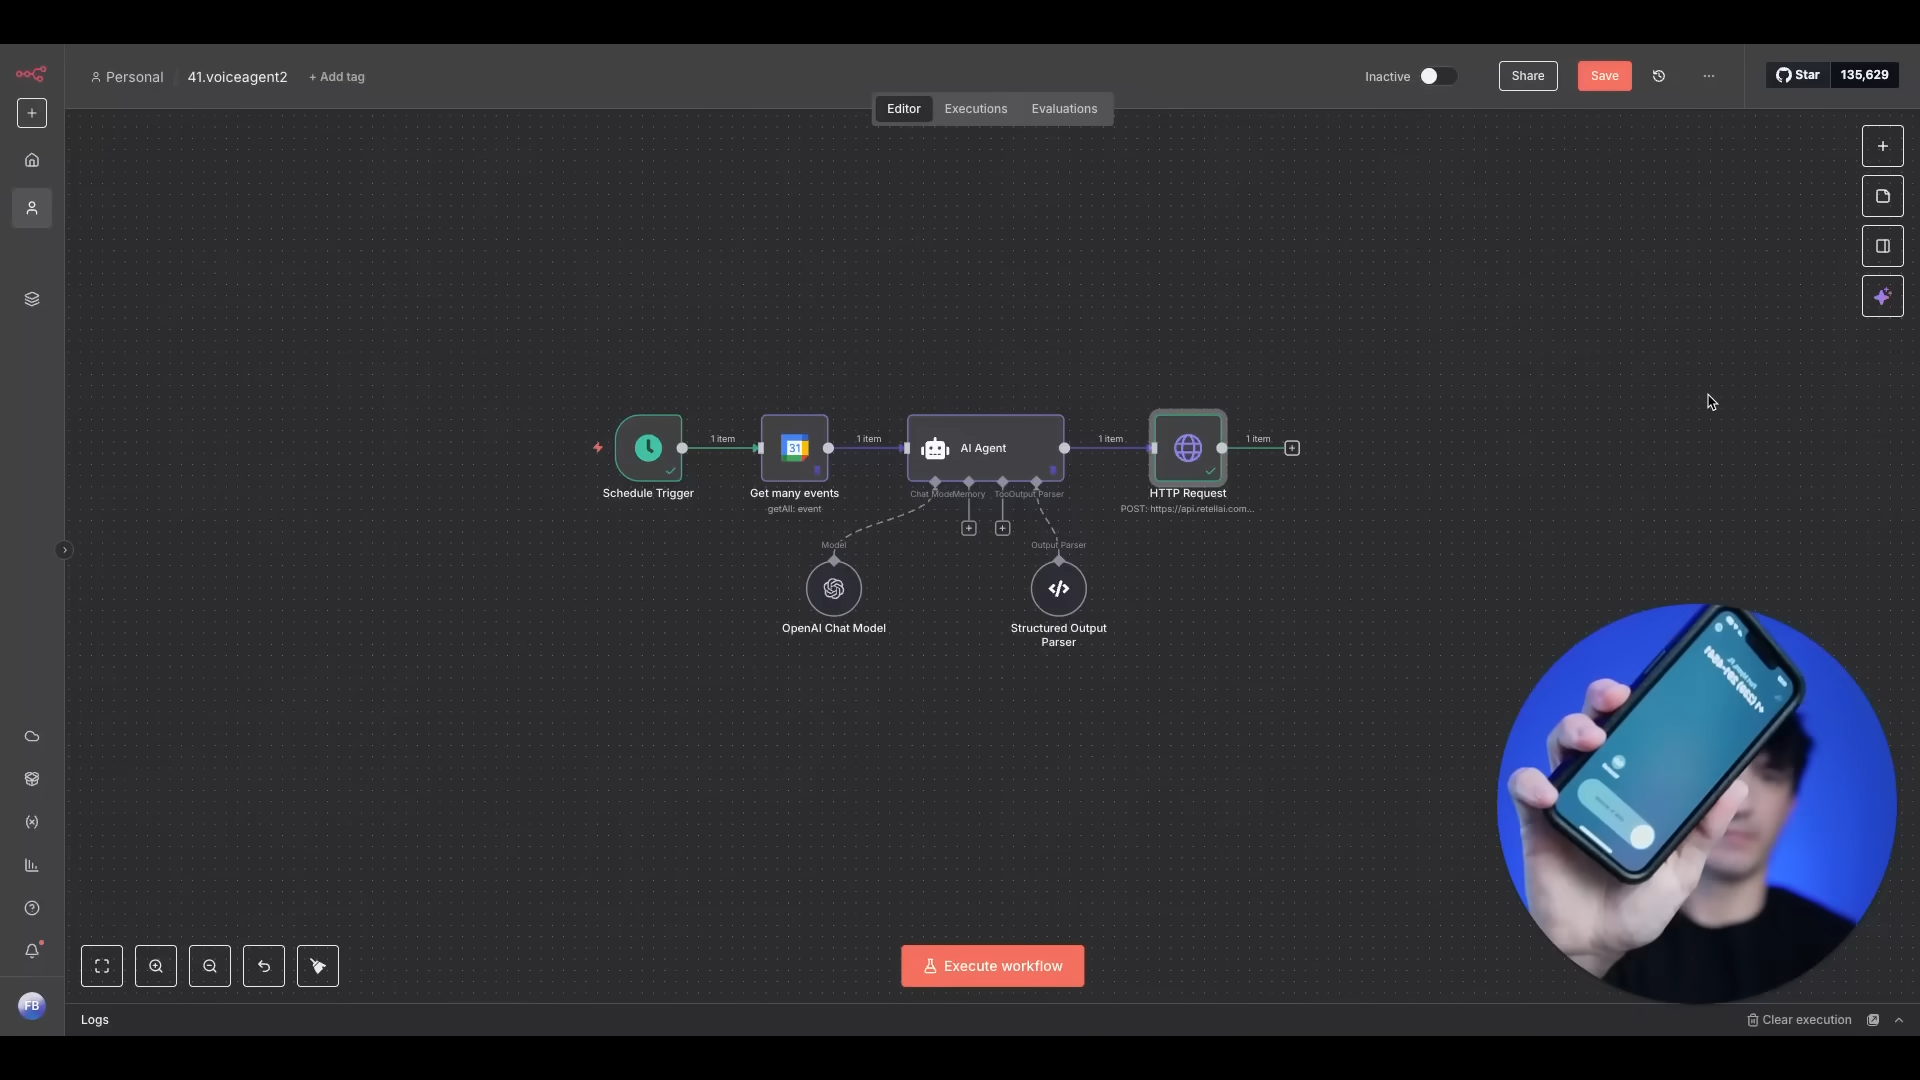 Personal / 41.voiceagent2 + Add tag
Inactive
Share
Save
...
Star 135,629
Editor Executions Evaluations
1 item
1 item
1 item
1 item
31
AI Agent
Schedule Trigger
Get many events
getAll: event
Chat Mode
Memory
Too
Output Parser
HTTP Request
POST: https://api.retellai.com...
Model
Output Parser
OpenAI Chat Model
Structured Output
Parser
Execute workflow
FB
Logs
Clear execution